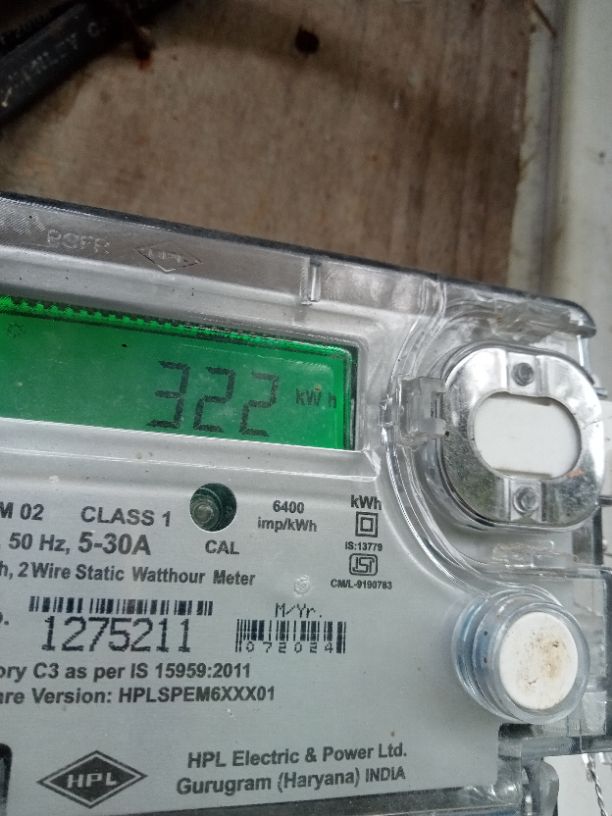 HPL
322 kWh
M 02 CLASS 1
6400 imp/kWh
kWh
, 50 Hz, 5-30A
CAL
IS:13779
ISI
h, 2 Wire Static Watthour Meter
CM/L-9190783
M/Yr.
1275211
072024
ory C3 as per IS 15959:2011
are Version: HPLSPEM6XXX01
HPL
HPL Electric & Power Ltd.
Gurugram (Haryana) INDIA